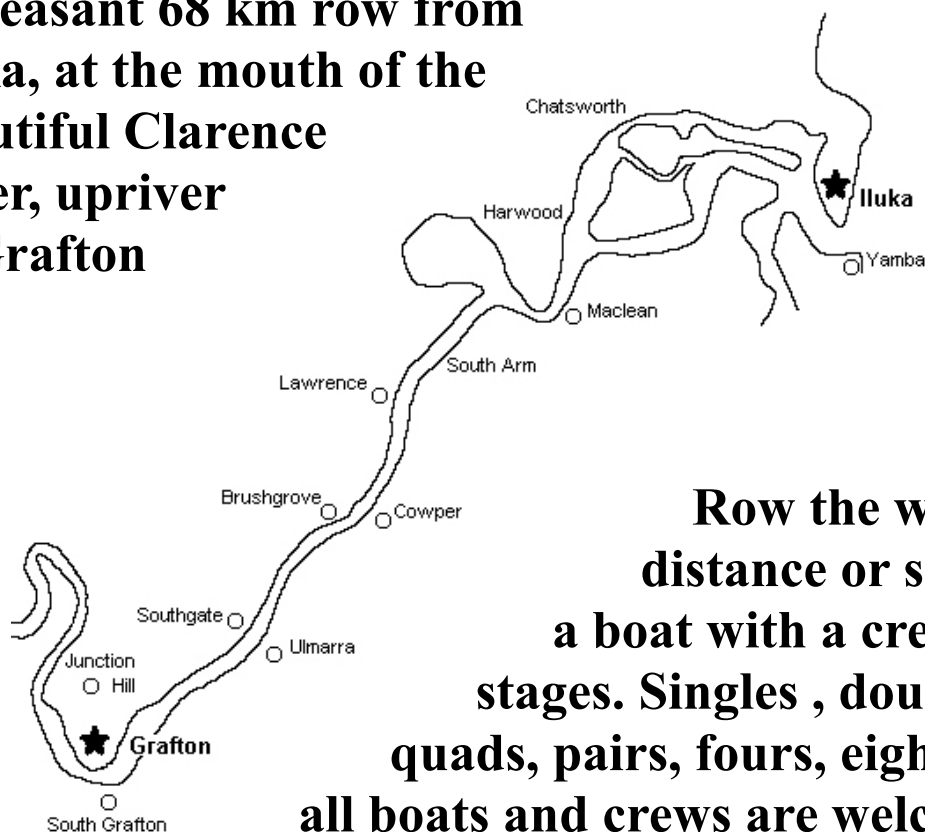 easant 68 km row from
a, at the mouth of the
utiful Clarence
er, upriver
Grafton
Chatsworth
Iluka
Harwood
Yamba
Maclean
South Arm
Lawrence
Brushgrove
Cowper
Row the w
distance or s
Southgate
a boat with a cre
Ulmarra
Junction
Hill
stages. Singles , dou
Grafton
quads, pairs, fours, eigh
South Grafton
all boats and crews are welc